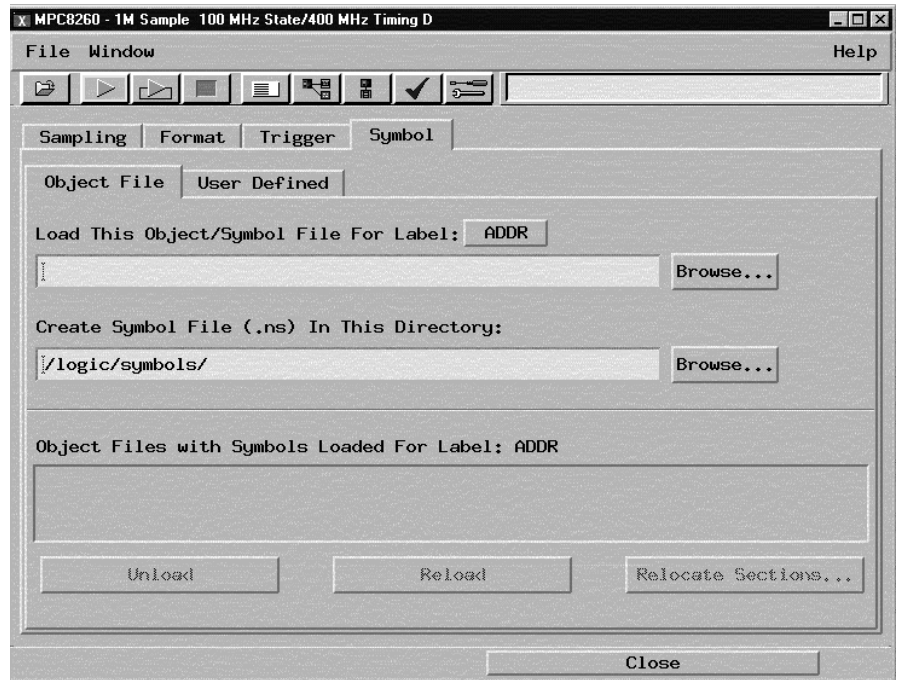 MPC8260 - 1M Sample 100 MHz State/400 MHz Timing D
File Window Help
Sampling Format Trigger Symbol
Object File User Defined
Load This Object/Symbol File For Label: ADDR
Browse...
Create Symbol File (.ns) In This Directory:
/logic/symbols/ Browse...
Object Files with Symbols Loaded For Label: ADDR
Unload Reload Relocate Sections...
Close